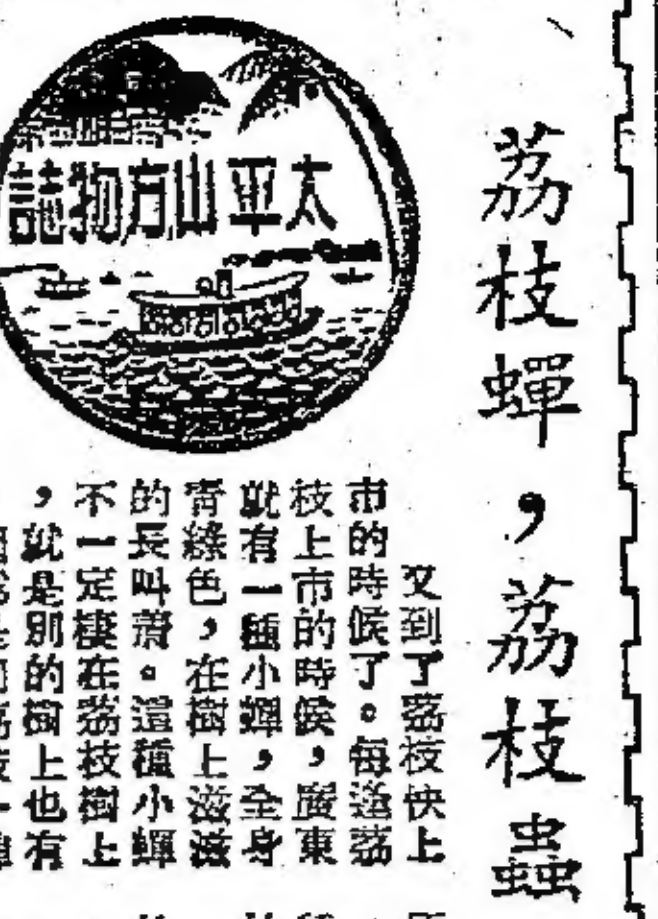 荔枝蟬，荔枝蟲
太平山方物誌
又到了荔枝快上
市的時候了。每逢荔
枝上市的時候，廣東
就有一種小蟬，全身
青綠色，在樹上滋滋
的長叫着。這種小蟬
不一定棲在荔枝樹上
，就是別的樹上也有